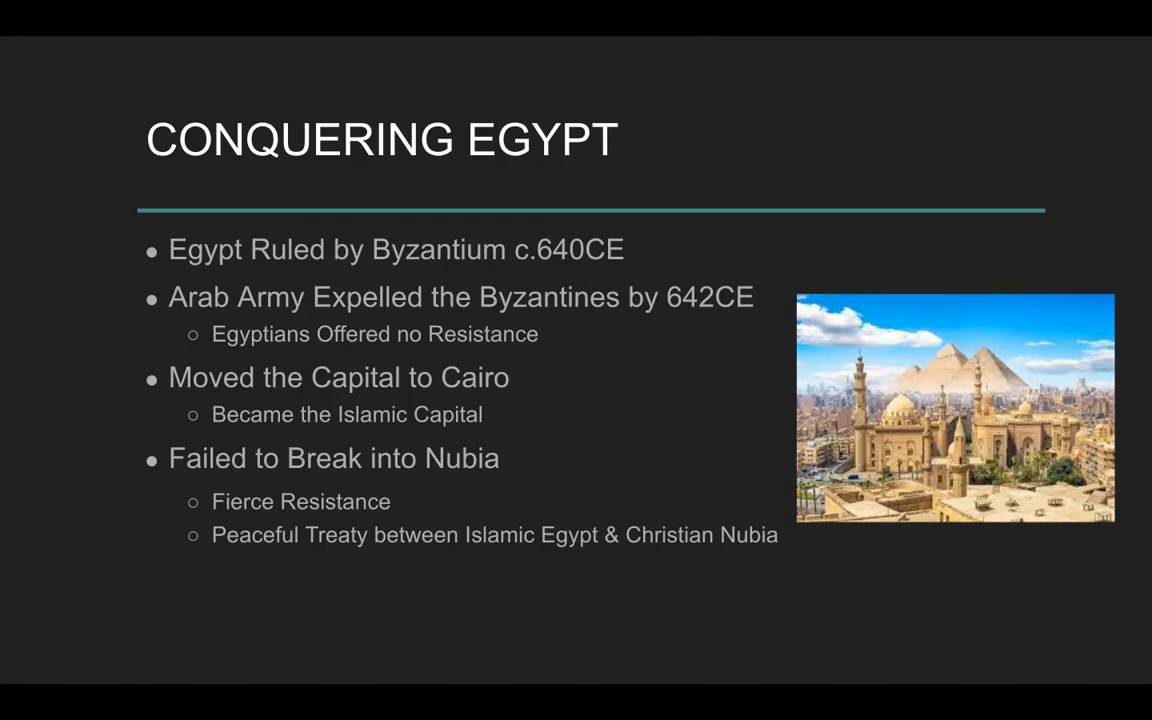 CONQUERING EGYPT
● Egypt Ruled by Byzantium c.640CE
● Arab Army Expelled the Byzantines by 642CE
○ Egyptians Offered no Resistance
● Moved the Capital to Cairo
○ Became the Islamic Capital
● Failed to Break into Nubia
○ Fierce Resistance
○ Peaceful Treaty between Islamic Egypt & Christian Nubia